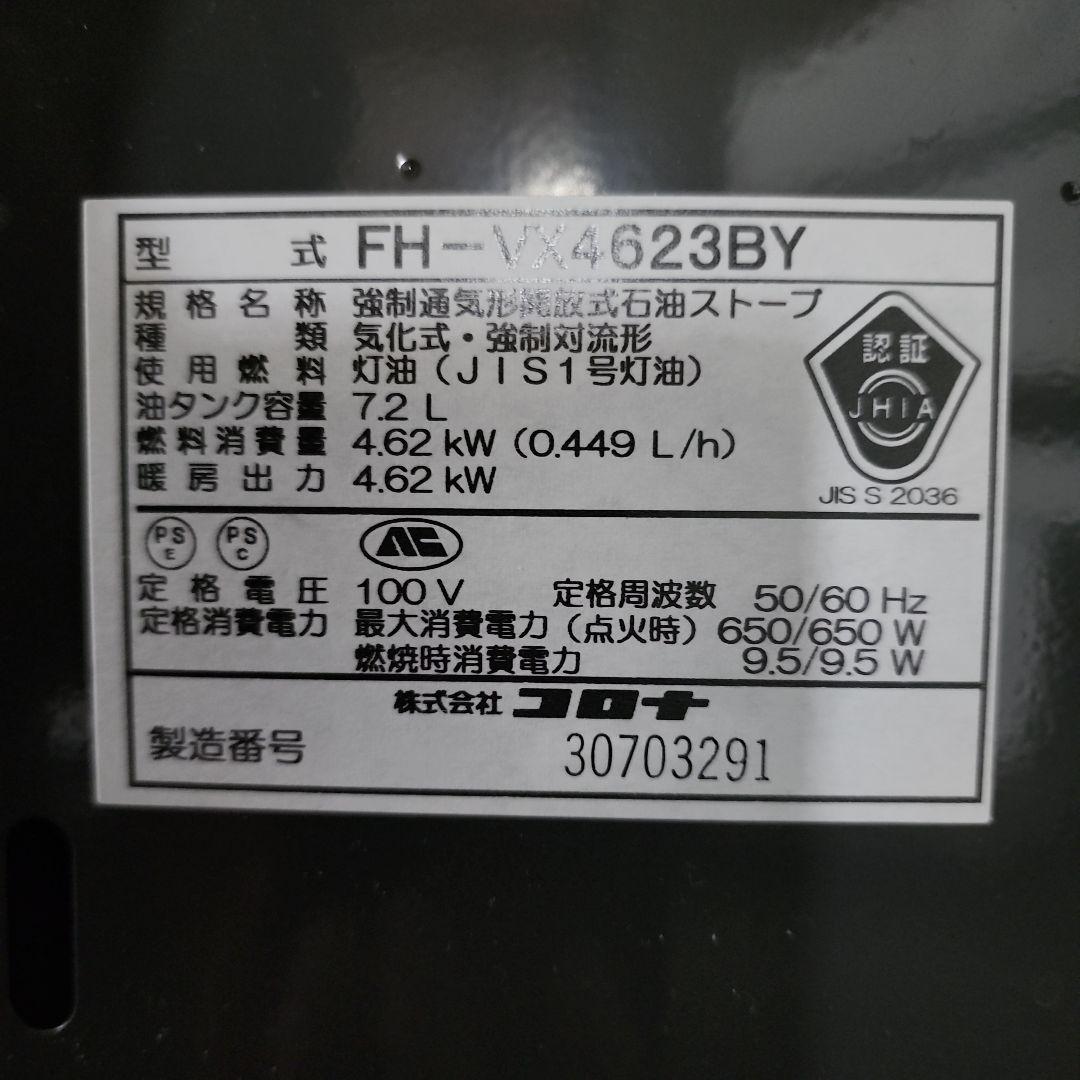 型式 FH-VX4623BY
規格名称 強制通気形開放式石油ストーブ
種類 気化式・強制対流形
使用燃料 灯油(JIS1号灯油)
油タンク容量 7.2 L
燃料消費量 4.62 kW (0.449 L/h)
暖房出力 4.62 kW
認証
JHIA
JIS S 2036
PS E PS C
定格電圧 100 V 定格周波数 50/60 Hz
定格消費電力 最大消費電力(点火時) 650/650 W
燃焼時消費電力 9.5/9.5 W
株式会社 コロナ
製造番号 30703291